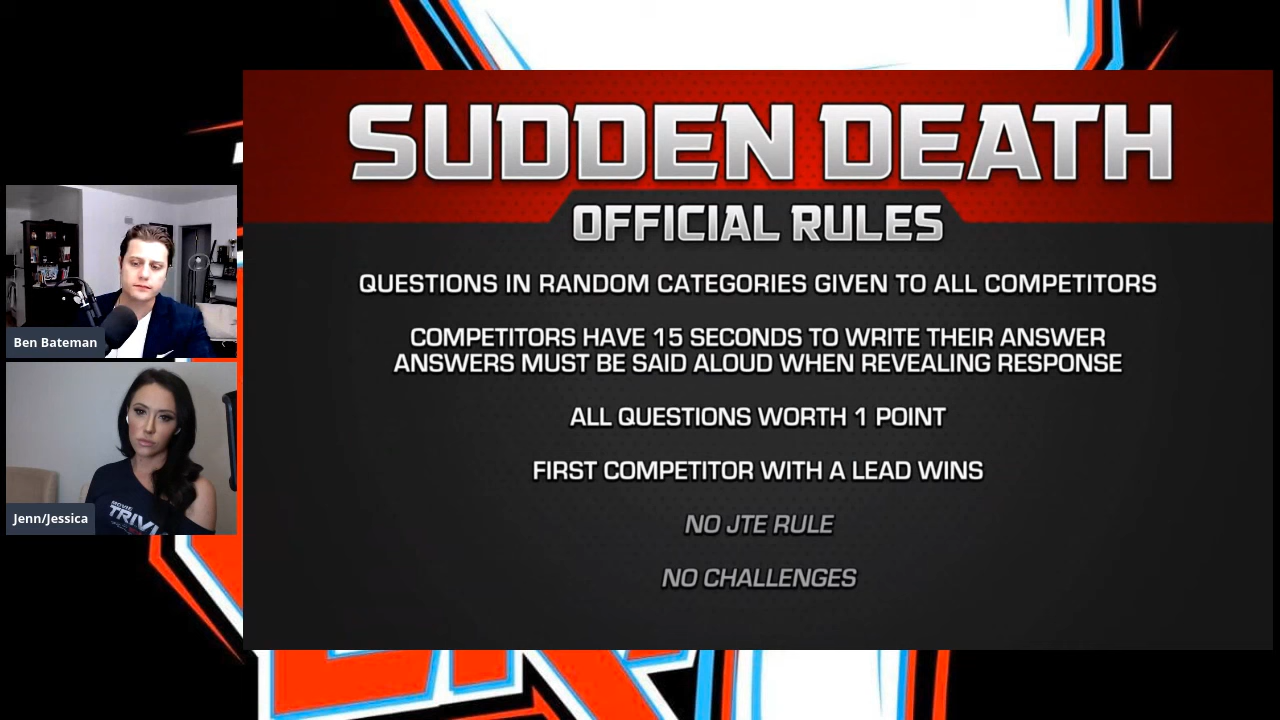 SUDDEN DEATH
OFFICIAL RULES
QUESTIONS IN RANDOM CATEGORIES GIVEN TO ALL COMPETITORS
COMPETITORS HAVE 15 SECONDS TO WRITE THEIR ANSWER
ANSWERS MUST BE SAID ALOUD WHEN REVEALING RESPONSE
ALL QUESTIONS WORTH 1 POINT
FIRST COMPETITOR WITH A LEAD WINS
NO JTE RULE
NO CHALLENGES
Ben Bateman
MOVIE
TRIV
Jenn/Jessica